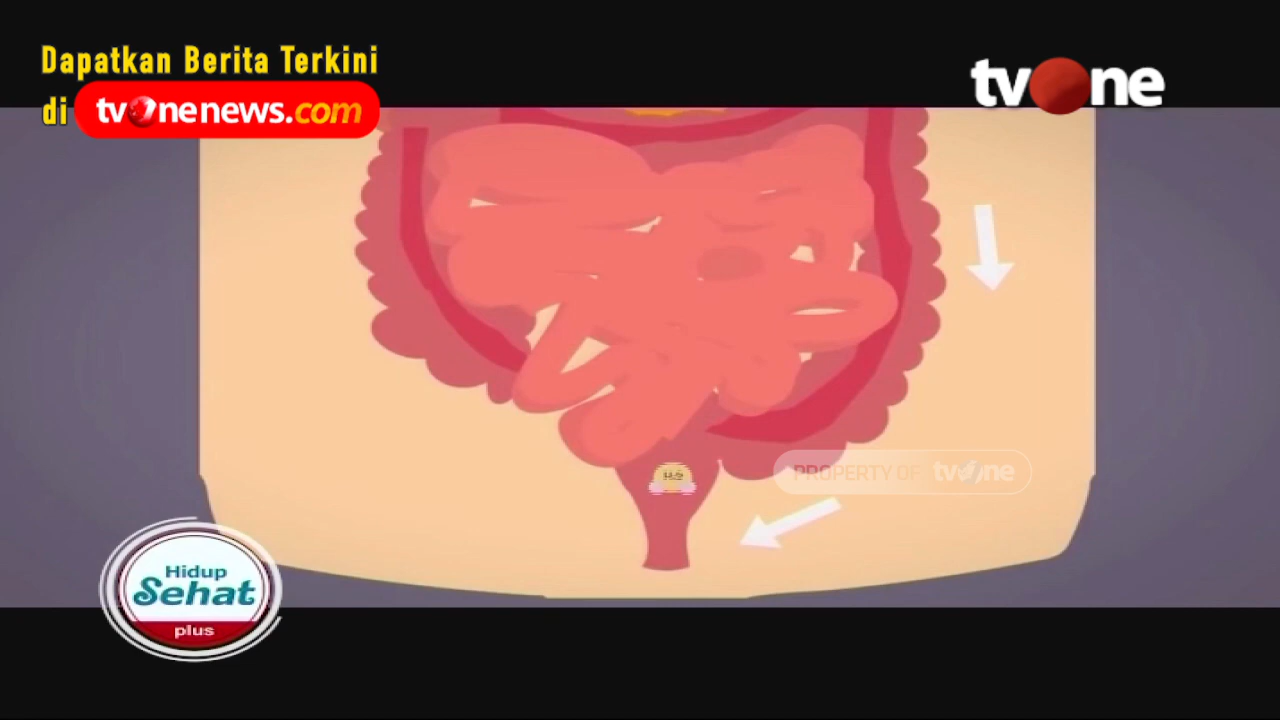 Dapatkan Berita Terkini
di tvOnenews.com
tvOne
PROPERTY OF tvOne
Hidup
Sehat
plus